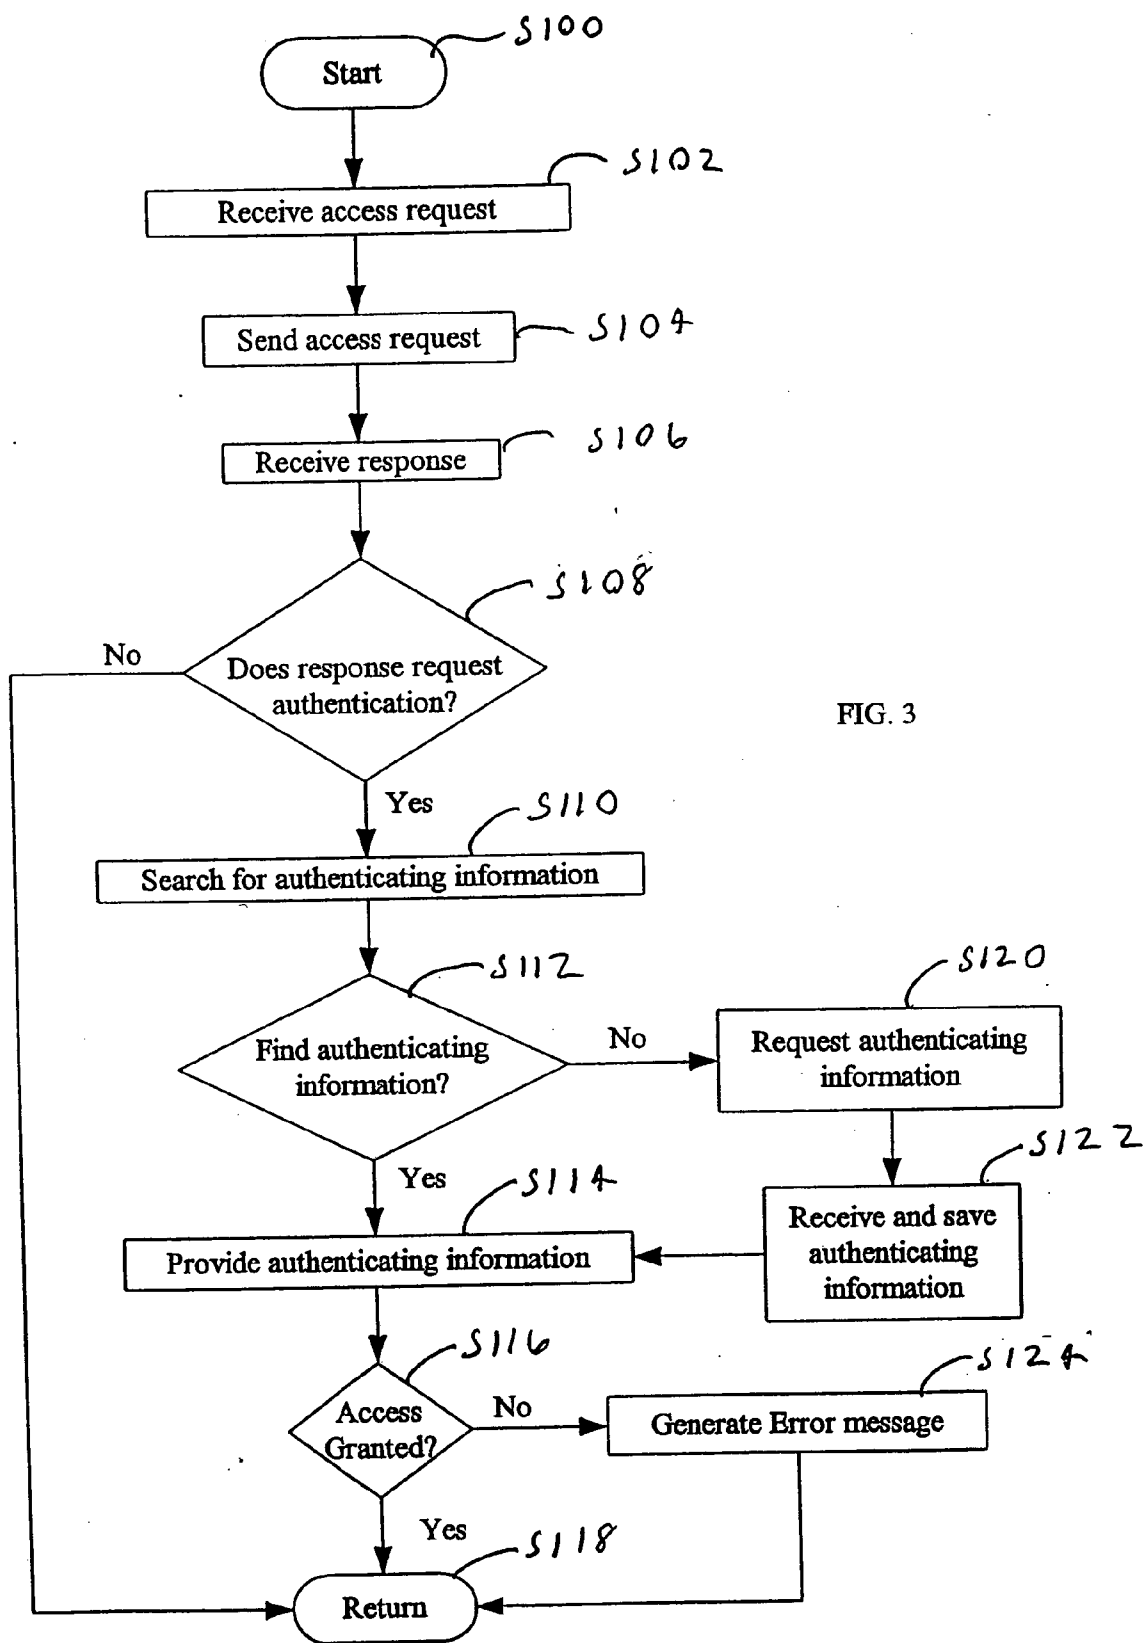 S100
Start
S102
Receive access request
S104
Send access request
S106
Receive response
S108
No
Does response request
authentication?
FIG. 3
Yes
S110
Search for authenticating information
S112
S120
Find authenticating
information?
No
Request authenticating
information
S122
Yes
S114
Receive and save
authenticating
information
Provide authenticating information
S116
S124
Access
Granted?
No
Generate Error message
Yes
S118
Return